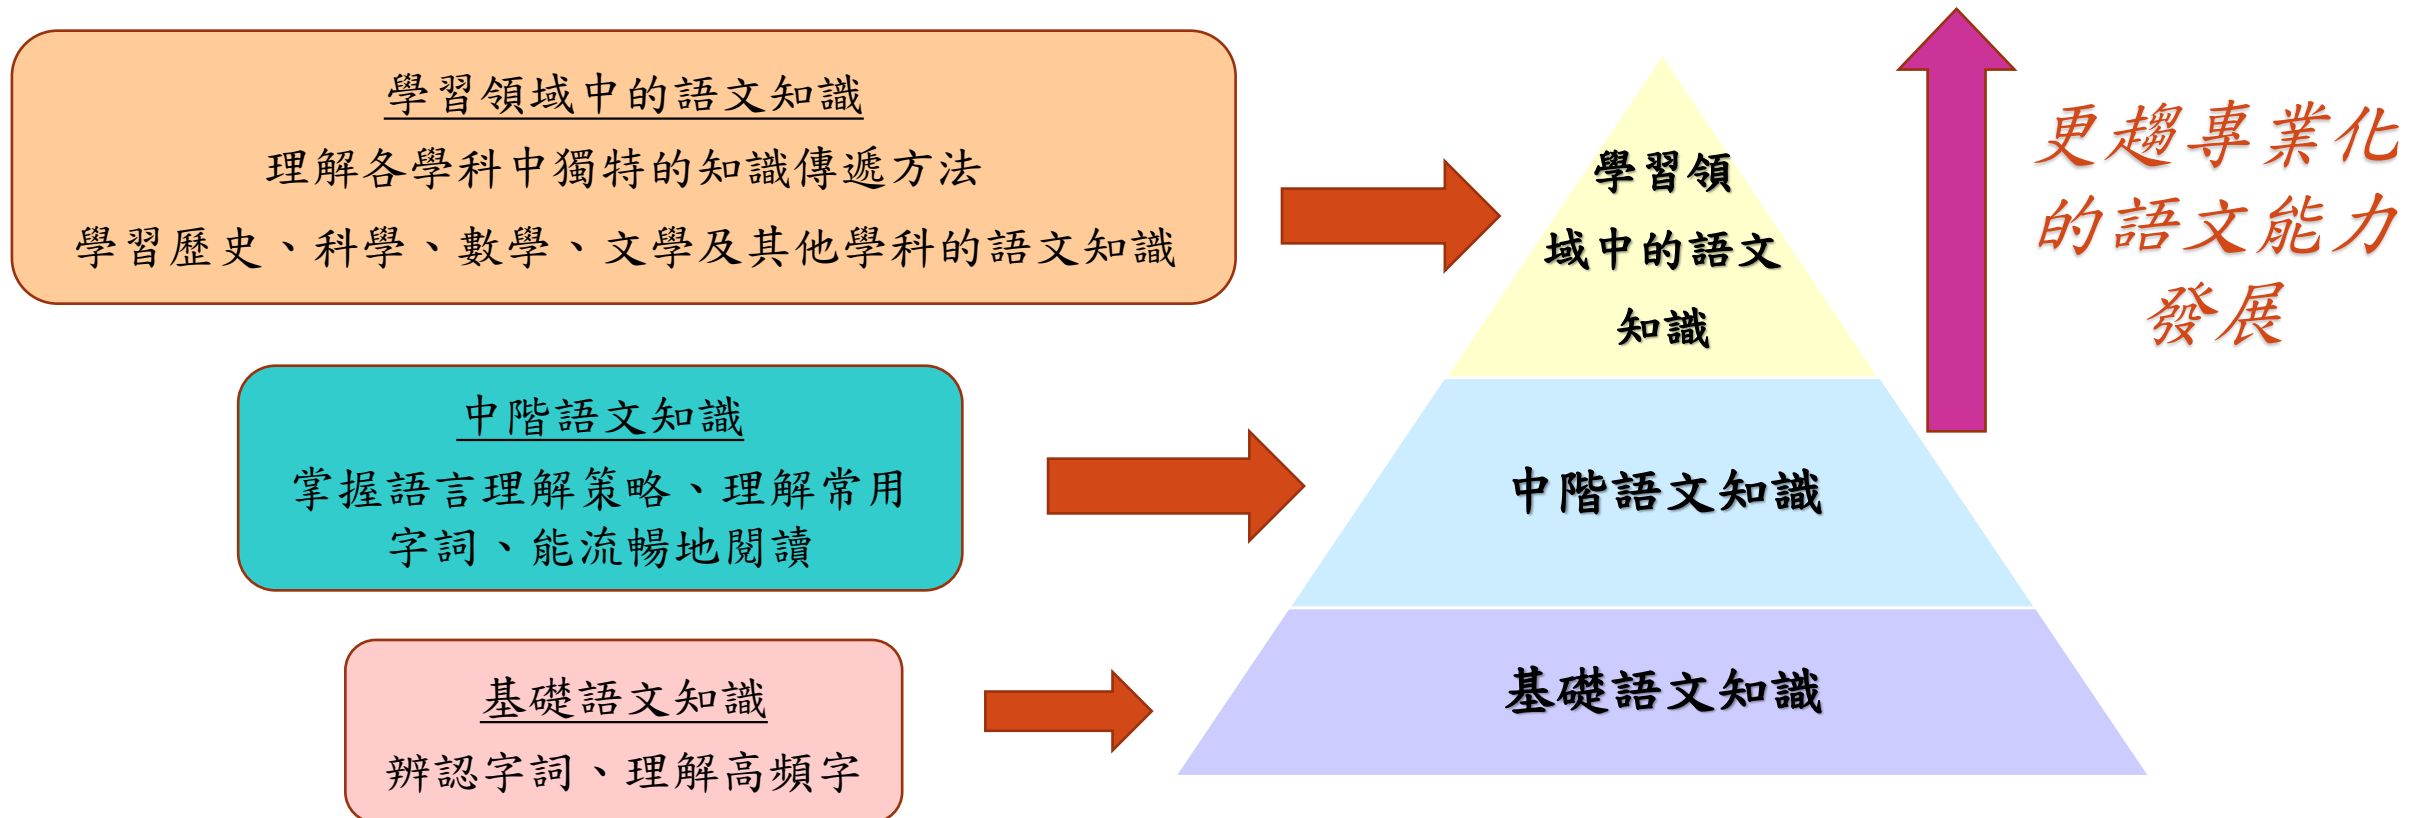 學習領域中的語文知識
理解各學科中獨特的知識傳遞方法
學習歷史、科學、數學、文學及其他學科的語文知識
中階語文知識
掌握語言理解策略、理解常用
字詞、能流暢地閱讀
基礎語文知識
辨認字詞、理解高頻字
學習領
域中的語文
知識
中階語文知識
基礎語文知識
更趨專業化
的語文能力
發展